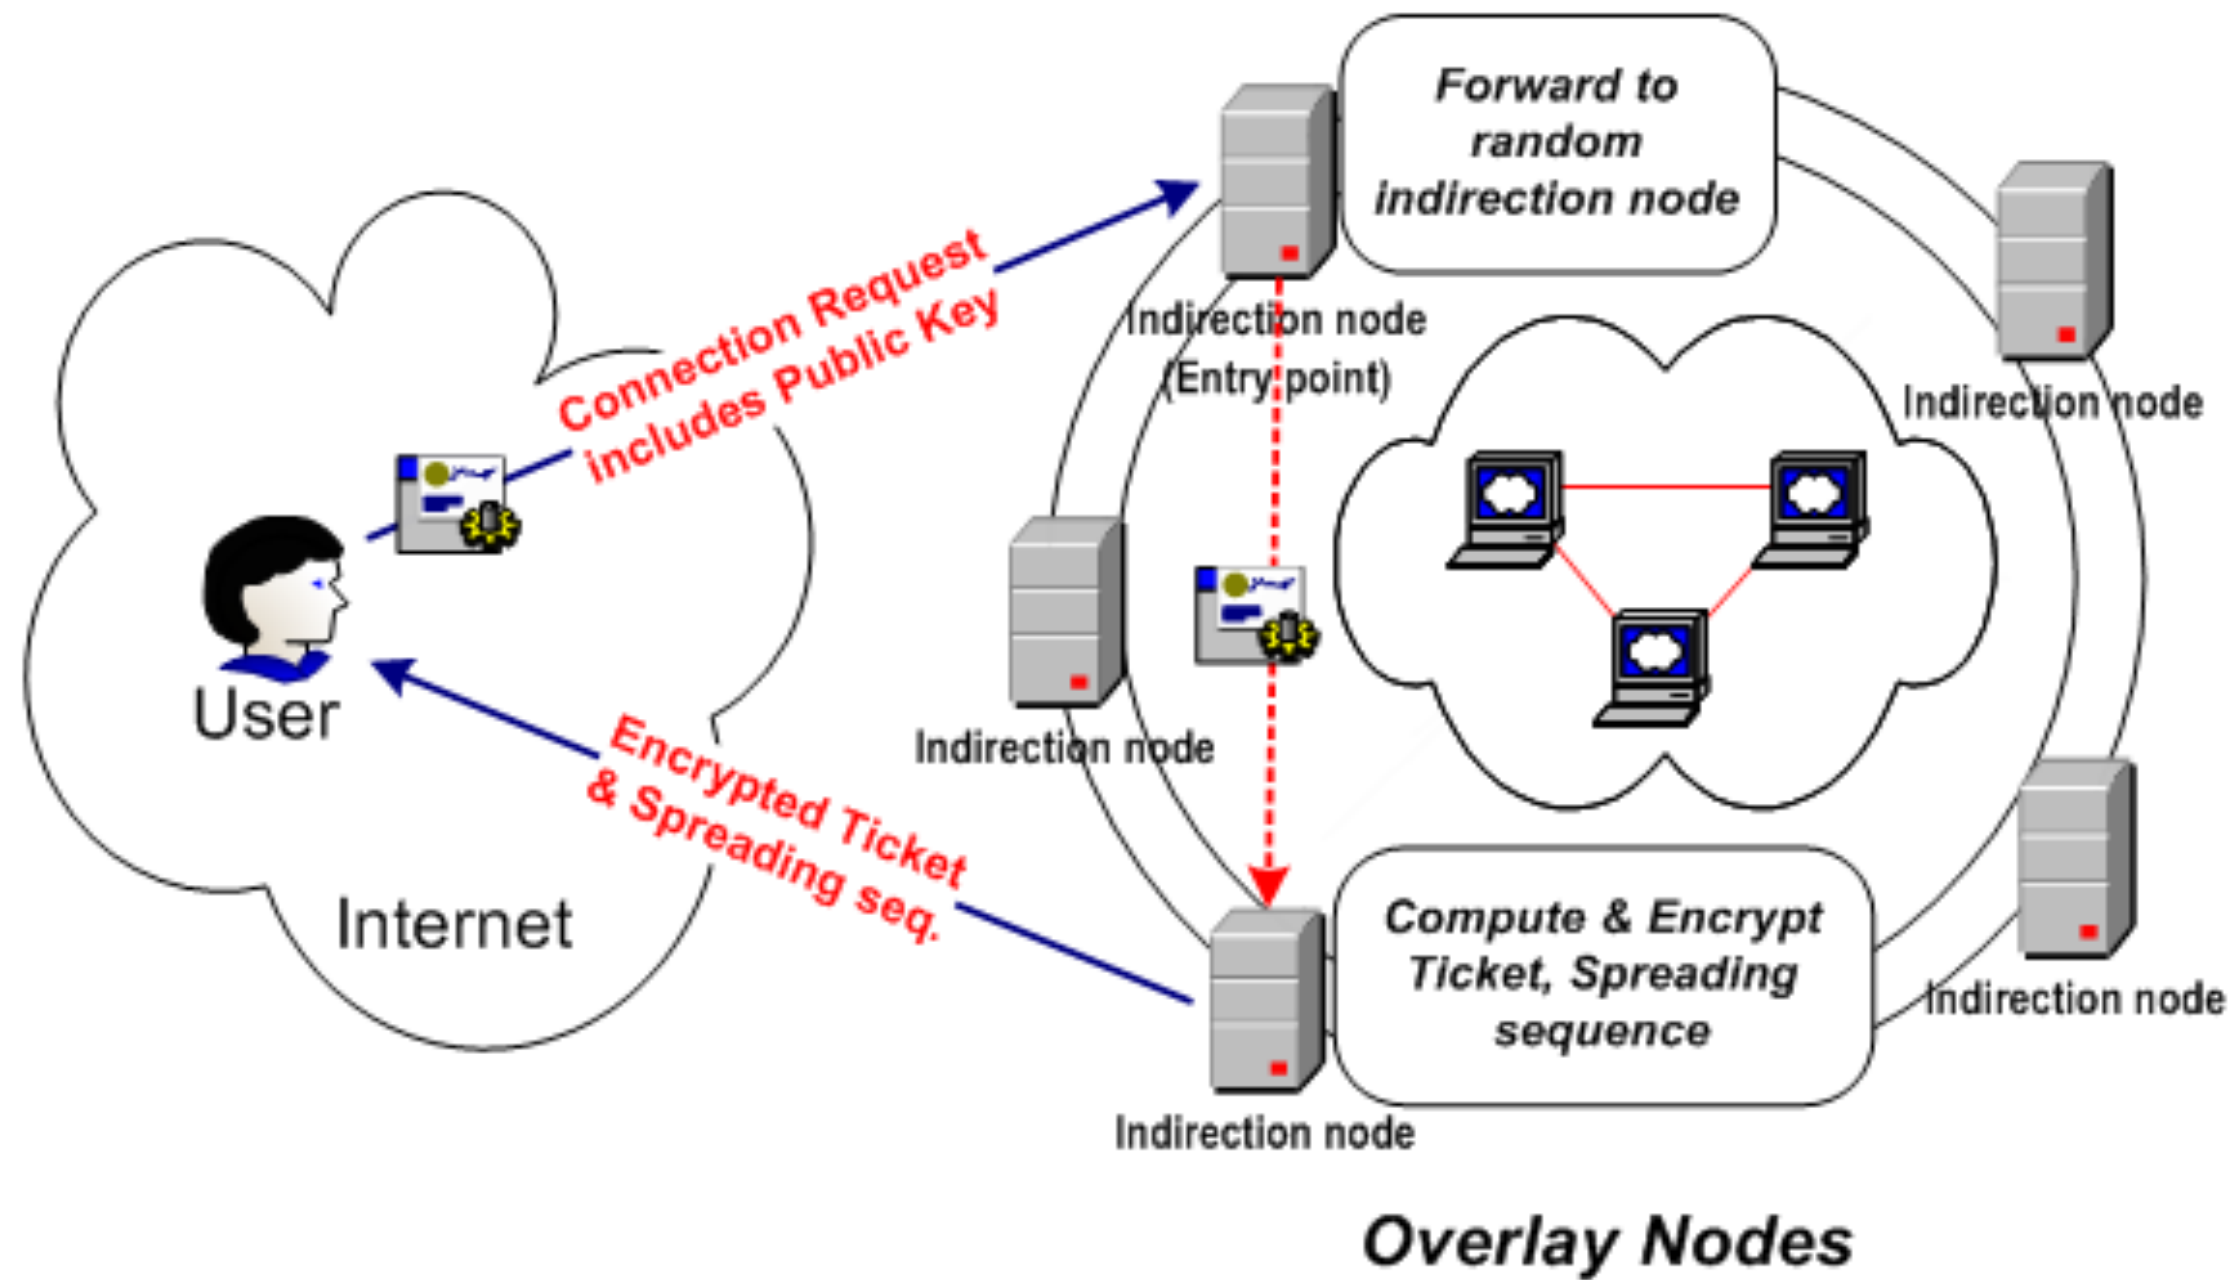 Forward to
random
indirection node
Connection Request
includes Public Key
Indirection node
(Entry point)
Indirection node
User
Indirection node
Encrypted Ticket
& Spreading seq.
Internet
Compute & Encrypt
Ticket, Spreading
sequence
Indirection node
Indirection node
Overlay Nodes